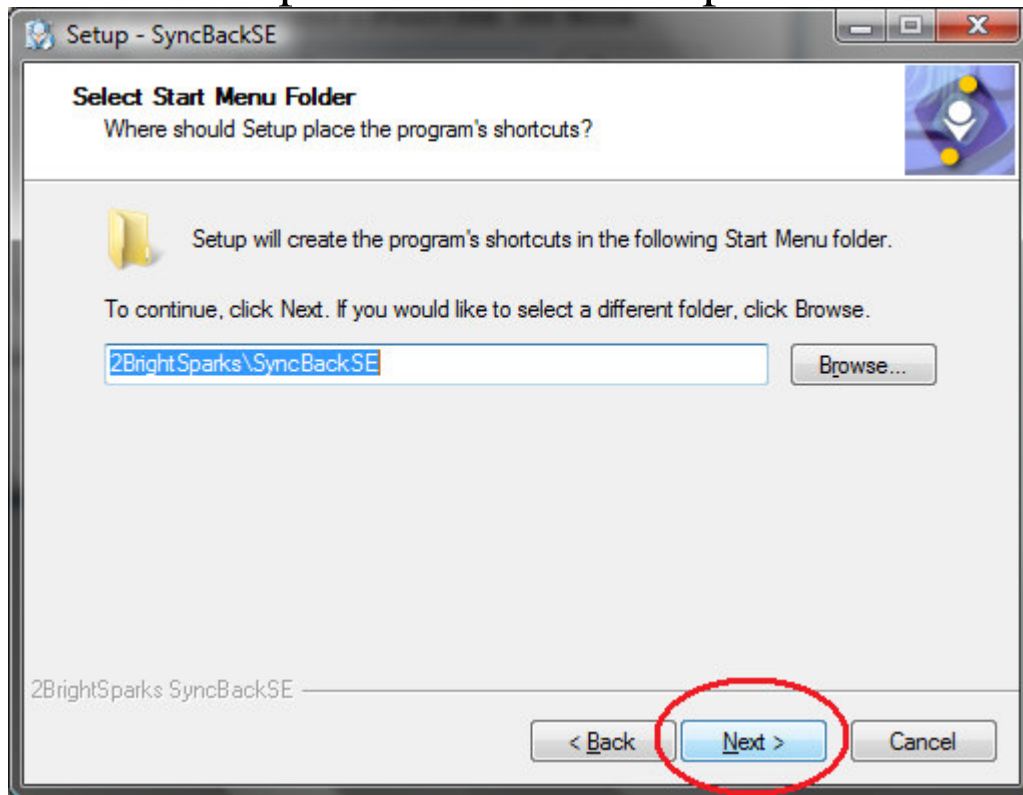 Setup - SyncBackSE
Select Start Menu Folder
Where should Setup place the program's shortcuts?
Setup will create the program's shortcuts in the following Start Menu folder.
To continue, click Next. If you would like to select a different folder, click Browse.
2BrightSparks\SyncBackSE
Browse...
2BrightSparks SyncBackSE
< Back
Next >
Cancel